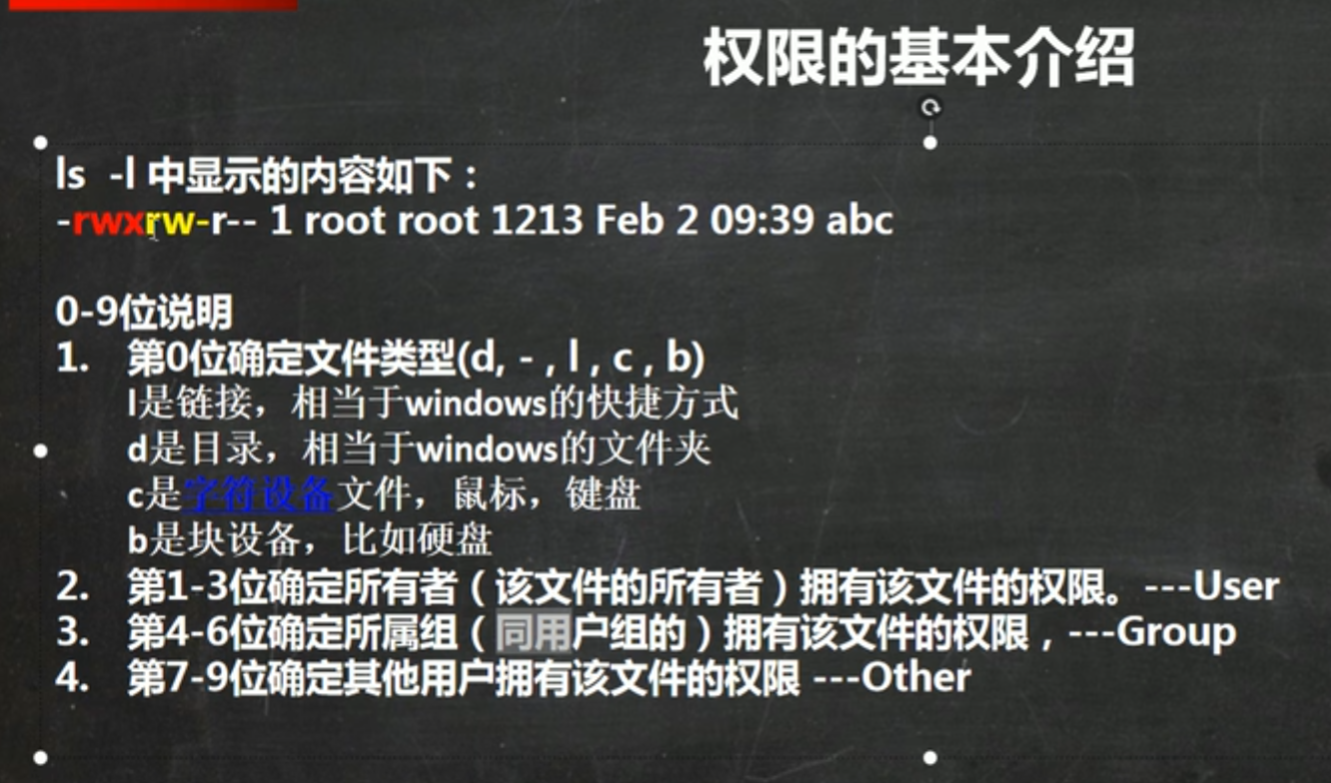 权限的基本介绍
ls -l 中显示的内容如下：
-rwxrw-r-- 1 root root 1213 Feb 2 09:39 abc
0-9位说明
1. 第0位确定文件类型(d, - , l , c , b)
l是链接，相当于windows的快捷方式
d是目录，相当于windows的文件夹
c是字符设备文件，鼠标，键盘
b是块设备，比如硬盘
2. 第1-3位确定所有者（该文件的所有者）拥有该文件的权限。---User
3. 第4-6位确定所属组（同用户组的）拥有该文件的权限，---Group
4. 第7-9位确定其他用户拥有该文件的权限 ---Other